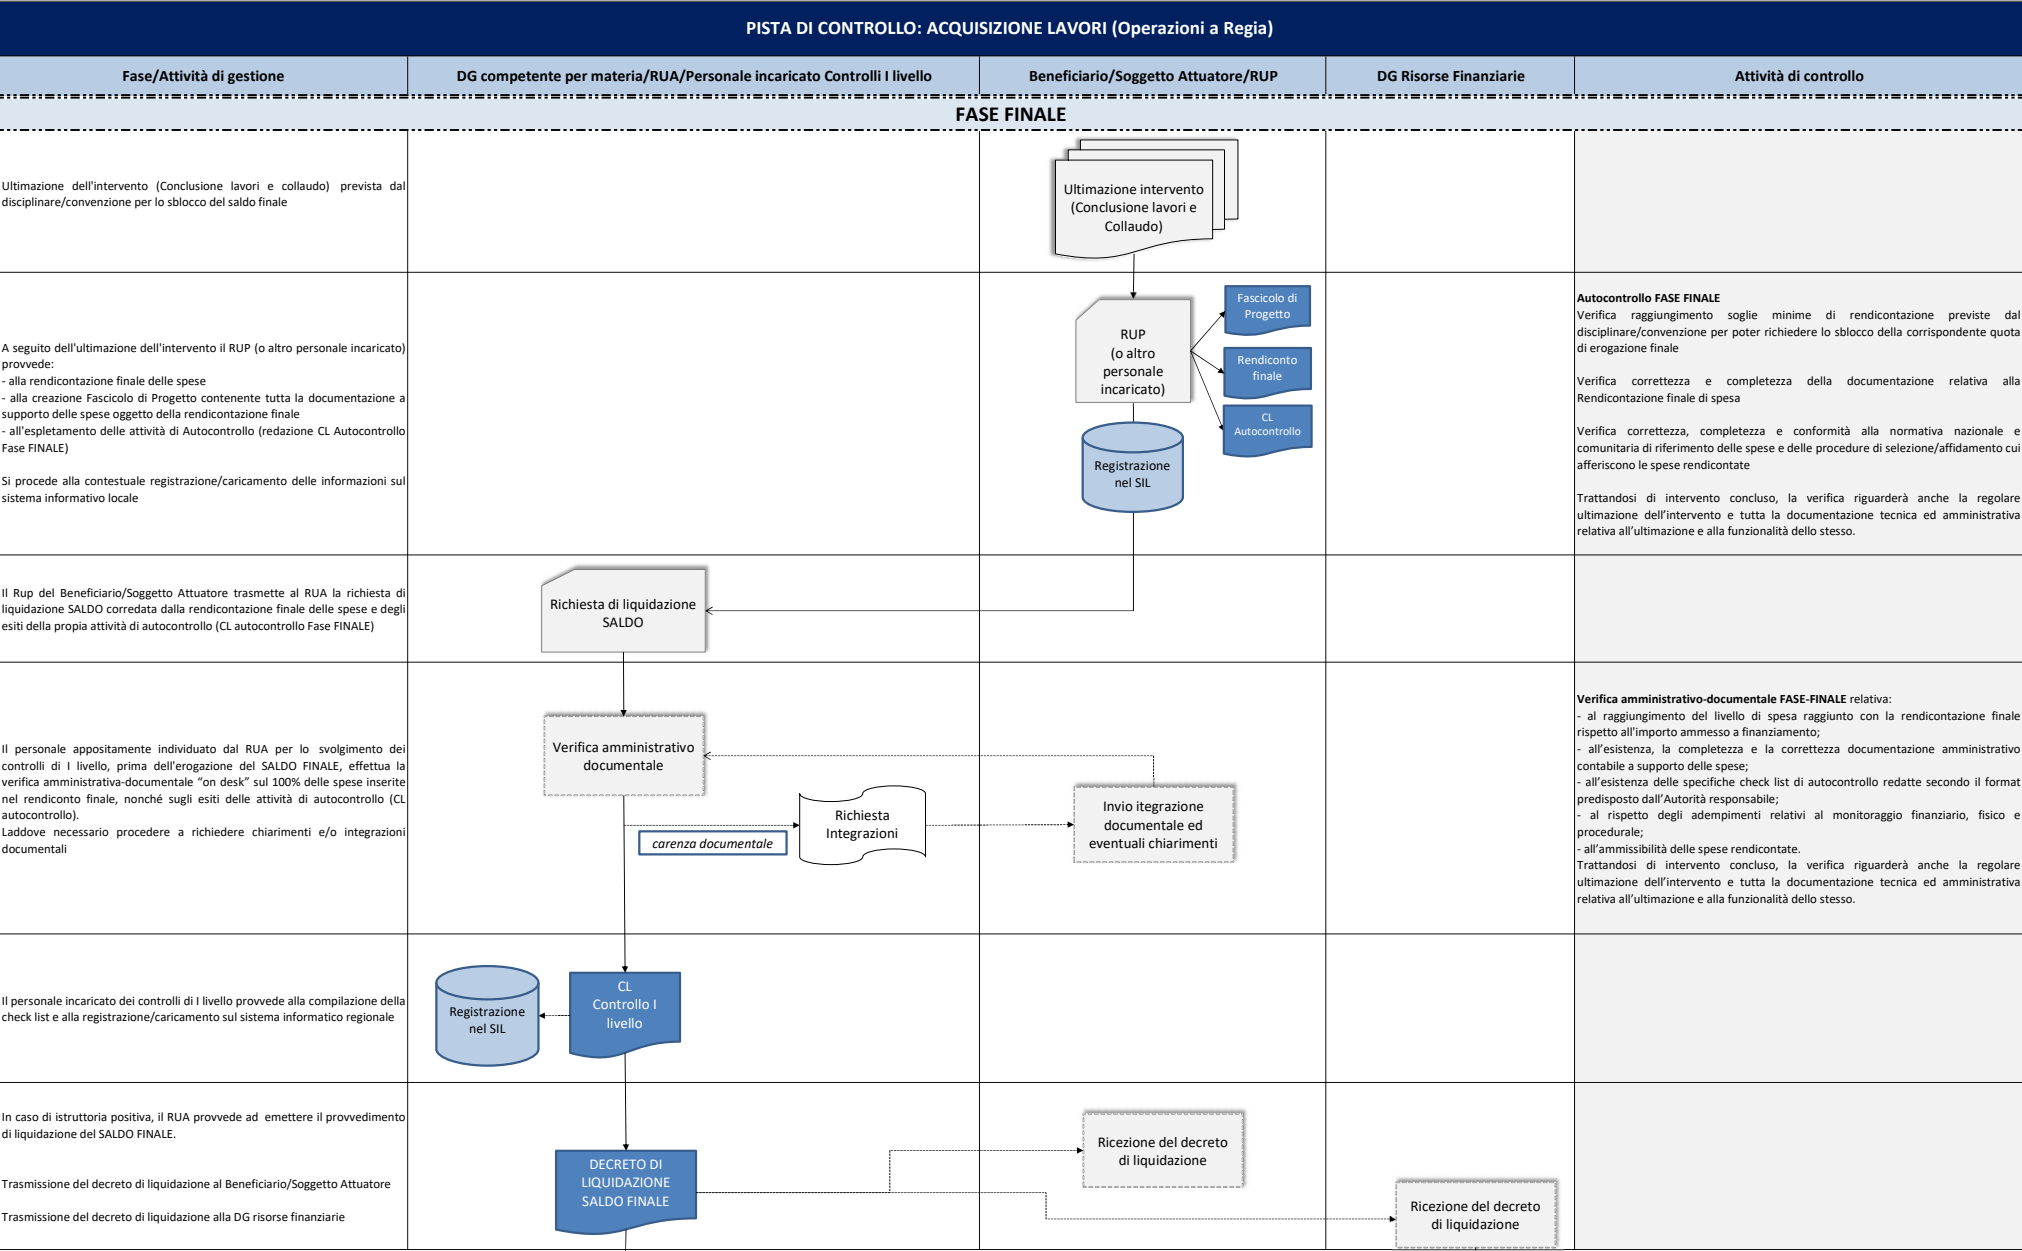 PISTA DI CONTROLLO: ACQUISIZIONE LAVORI (Operazioni a Regia)
Fase/Attività di gestione
DG competente per materia/RUA/Personale incaricato Controlli I livello
Beneficiario/Soggetto Attuatore/RUP
DG Risorse Finanziarie
Attività di controllo
FASE FINALE
Ultimazione dell'intervento (Conclusione lavori e collaudo) prevista dal
disciplinare/convenzione per lo sblocco del saldo finale
Ultimazione intervento
(Conclusione lavori e
Collaudo)
A seguito dell'ultimazione dell'intervento il RUP (o altro personale incaricato)
provvede:
- alla rendicontazione finale delle spese
- alla creazione Fascicolo di Progetto contenente tutta la documentazione a
supporto delle spese oggetto della rendicontazione finale
- all'espletamento delle attività di Autocontrollo (redazione CL Autocontrollo
Fase FINALE)
Si procede alla contestuale registrazione/caricamento delle informazioni sul
sistema informativo locale
RUP
(o altro
personale
incaricato)
Fascicolo di
Progetto
Rendiconto
finale
CL
Autocontrollo
Registrazione
nel SIL
Autocontrollo FASE FINALE
Verifica raggiungimento soglie minime di rendicontazione previste dal
disciplinare/convenzione per poter richiedere lo sblocco della corrispondente quota
di erogazione finale
Verifica correttezza e completezza della documentazione relativa alla
Rendicontazione finale di spesa
Verifica correttezza, completezza e conformità alla normativa nazionale e
comunitaria di riferimento delle spese e delle procedure di selezione/affidamento cui
afferiscono le spese rendicontate
Trattandosi di intervento concluso, la verifica riguarderà anche la regolare
ultimazione dell'intervento e tutta la documentazione tecnica ed amministrativa
relativa all'ultimazione e alla funzionalità dello stesso.
Il Rup del Beneficiario/Soggetto Attuatore trasmette al RUA la richiesta di
liquidazione SALDO corredata dalla rendicontazione finale delle spese e degli
esiti della propia attività di autocontrollo (CL autocontrollo Fase FINALE)
Richiesta di liquidazione
SALDO
Il personale appositamente individuato dal RUA per lo svolgimento dei
controlli di I livello, prima dell'erogazione del SALDO FINALE, effettua la
verifica amministrativa-documentale “on desk” sul 100% delle spese inserite
nel rendiconto finale, nonché sugli esiti delle attività di autocontrollo (CL
autocontrollo).
Laddove necessario procedere a richiedere chiarimenti e/o integrazioni
documentali
Verifica amministrativo
documentale
carenza documentale
Richiesta
Integrazioni
Invio itegrazione
documentale ed
eventuali chiarimenti
Verifica amministrativo-documentale FASE-FINALE relativa:
- al raggiungimento del livello di spesa raggiunto con la rendicontazione finale
rispetto all'importo ammesso a finanziamento;
- all'esistenza, la completezza e la correttezza documentazione amministrativo
contabile a supporto delle spese;
- all'esistenza delle specifiche check list di autocontrollo redatte secondo il format
predisposto dall'Autorità responsabile;
- al rispetto degli adempimenti relativi al monitoraggio finanziario, fisico e
procedurale;
- all'ammissibilità delle spese rendicontate.
Trattandosi di intervento concluso, la verifica riguarderà anche la regolare
ultimazione dell'intervento e tutta la documentazione tecnica ed amministrativa
relativa all'ultimazione e alla funzionalità dello stesso.
Il personale incaricato dei controlli di I livello provvede alla compilazione della
check list e alla registrazione/caricamento sul sistema informatico regionale
Registrazione
nel SIL
CL
Controllo I
livello
In caso di istruttoria positiva, il RUA provvede ad emettere il provvedimento
di liquidazione del SALDO FINALE.
Trasmissione del decreto di liquidazione al Beneficiario/Soggetto Attuatore
Trasmissione del decreto di liquidazione alla DG risorse finanziarie
DECRETO DI
LIQUIDAZIONE
SALDO FINALE
Ricezione del decreto
di liquidazione
Ricezione del decreto
di liquidazione